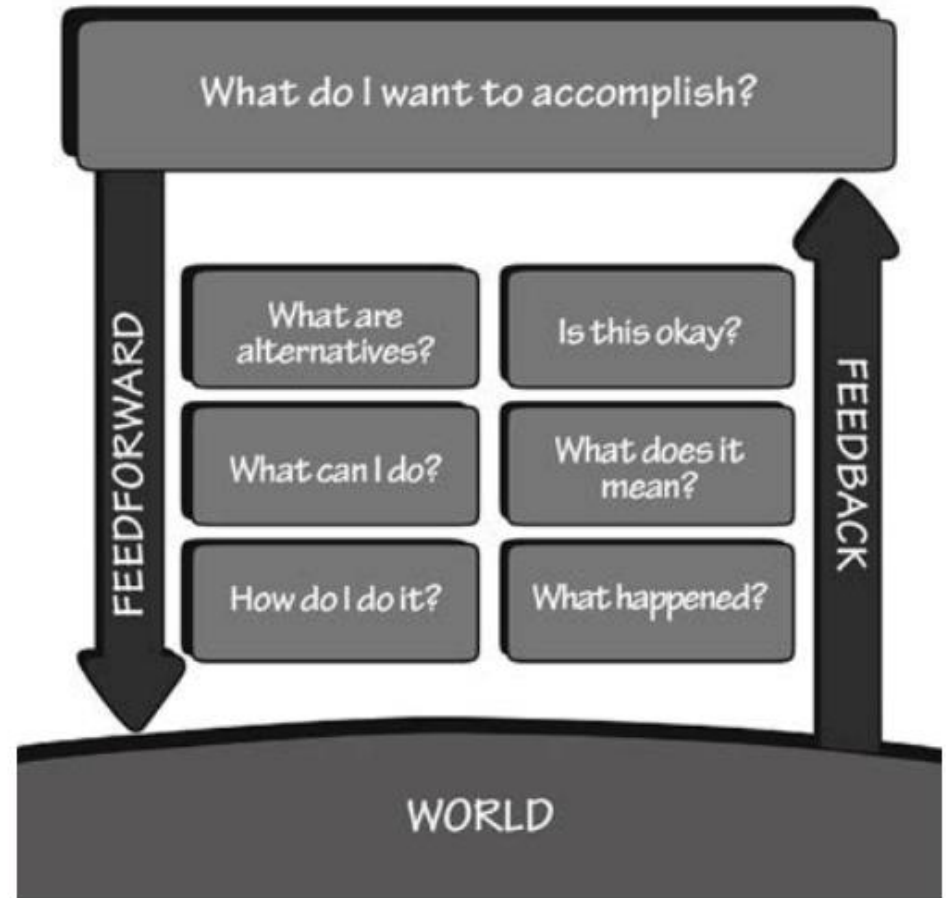 What do I want to accomplish?
FEEDFORWARD
What are
alternatives?
What can I do?
How do I do it?
Is this okay?
What does it
mean?
What happened?
FEEDBACK
WORLD